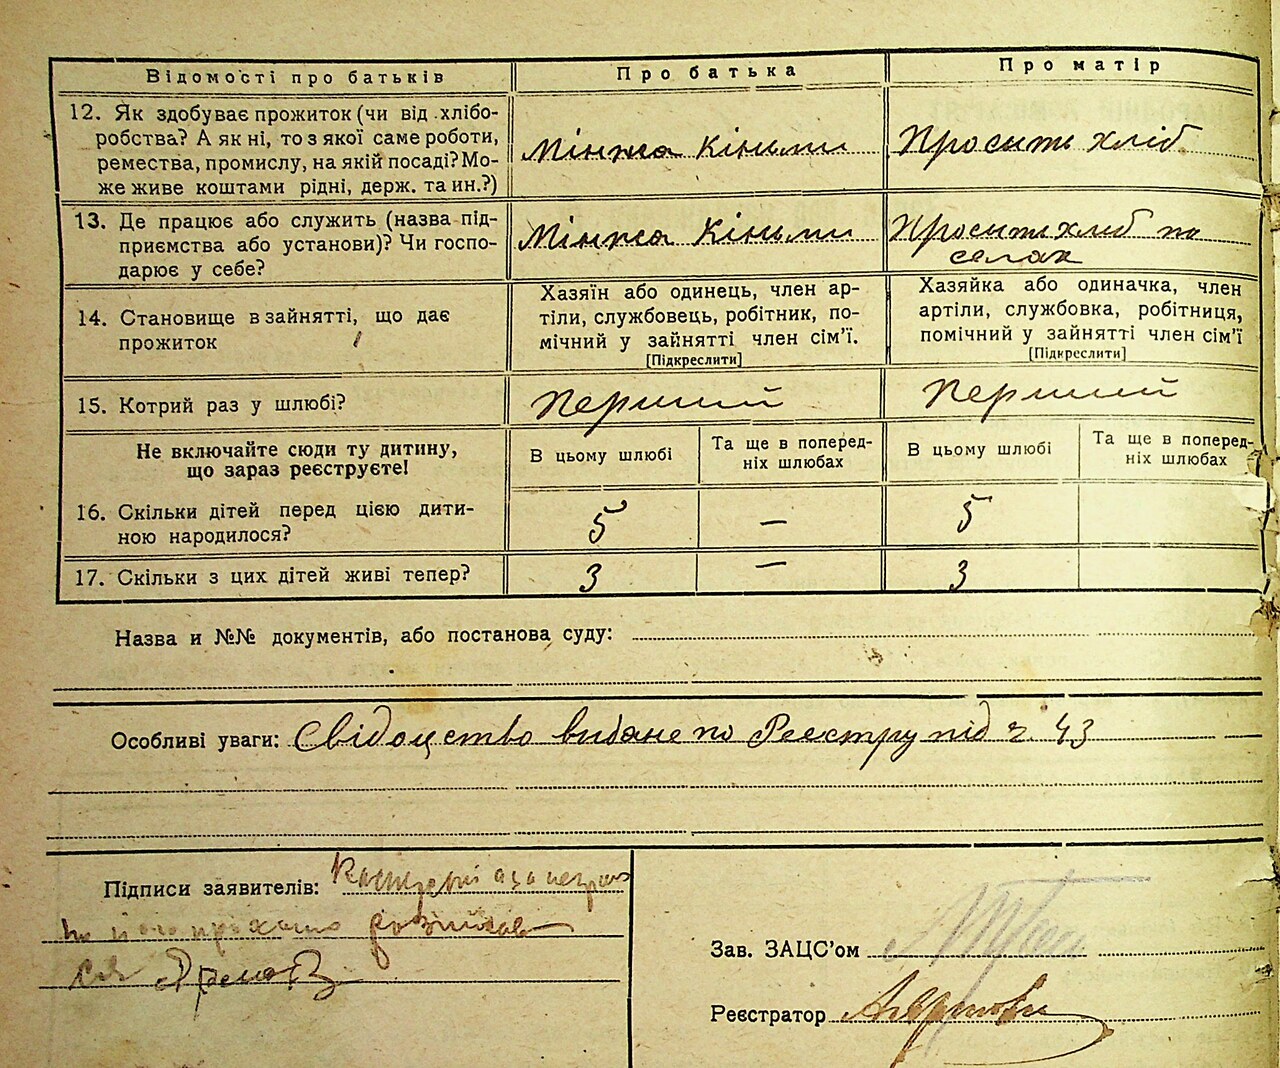 Відомості про батьків
Про батька
Про матір
12. Як здобуває прожиток (чи від хлібо-
робства? А як ні, то з якої саме роботи,
ремества, промислу, на якій посаді? Мо-
же живе коштами рідні, держ. та ин.?)
Міняжа Кіньми
Просить хліб
13. Де працює або служить (назва під-
приємства або установи)? Чи госпо-
дарює у себе?
Міняжа Кіньми
Просить хліб по
селах
14. Становище в зайнятті, що дає
прожиток
Хазяїн або одинець, член ар-
тіли, службовець, робітник, по-
мічний у зайнятті член сім’ї.
[Підкреслити]
Хазяйка або одиначка, член
артіли, службовка, робітниця,
помічний у зайнятті член сім’ї
[Підкреслити]
15. Котрий раз у шлюбі?
Перший
Перший
Не включайте сюди ту дитину,
що зараз реєструєте!
В цьому шлюбі
Та ще в поперед-
ніх шлюбах
В цьому шлюбі
Та ще в поперед-
ніх шлюбах
16. Скільки дітей перед цією дити-
ною народилося?
5
—
5
17. Скільки з цих дітей живі тепер?
3
—
3
Назва и №№ документів, або постанова суду:
Особливі уваги: Свідоцтво видане по Реєстру під ч. 43
Підписи заявителів:
розписав
ся
Зав. ЗАЦС’ом
Реєстратор